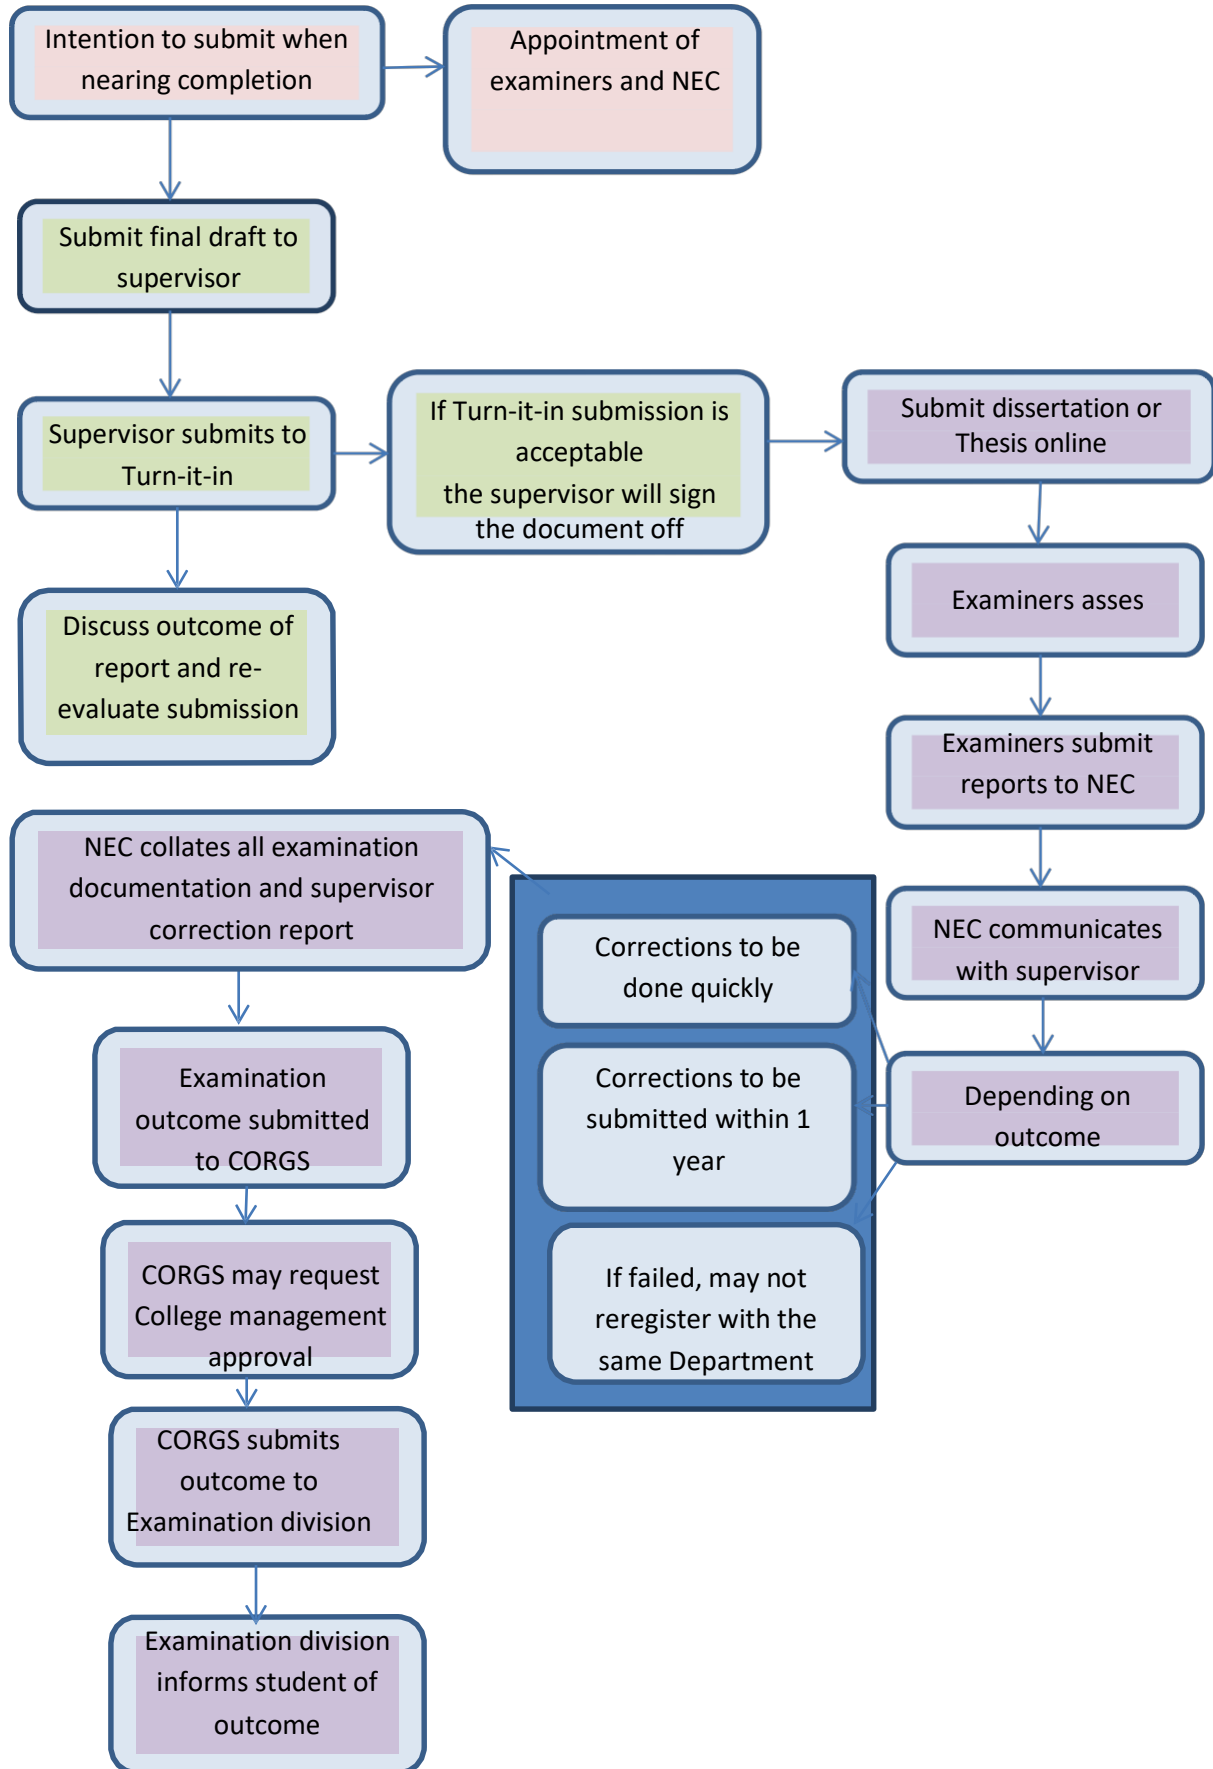 Intention to submit when
nearing completion
Appointment of
examiners and NEC
Submit final draft to
supervisor
Supervisor submits to
Turn-it-in
If Turn-it-in submission is
acceptable
the supervisor will sign
the document off
Submit dissertation or
Thesis online
Discuss outcome of
report and re-
evaluate submission
Examiners asses
Examiners submit
reports to NEC
NEC communicates
with supervisor
Depending on
outcome
Corrections to be
done quickly
Corrections to be
submitted within 1
year
If failed, may not
reregister with the
same Department
NEC collates all examination
documentation and supervisor
correction report
Examination
outcome submitted
to CORGS
CORGS may request
College management
approval
CORGS submits
outcome to
Examination division
Examination division
informs student of
outcome